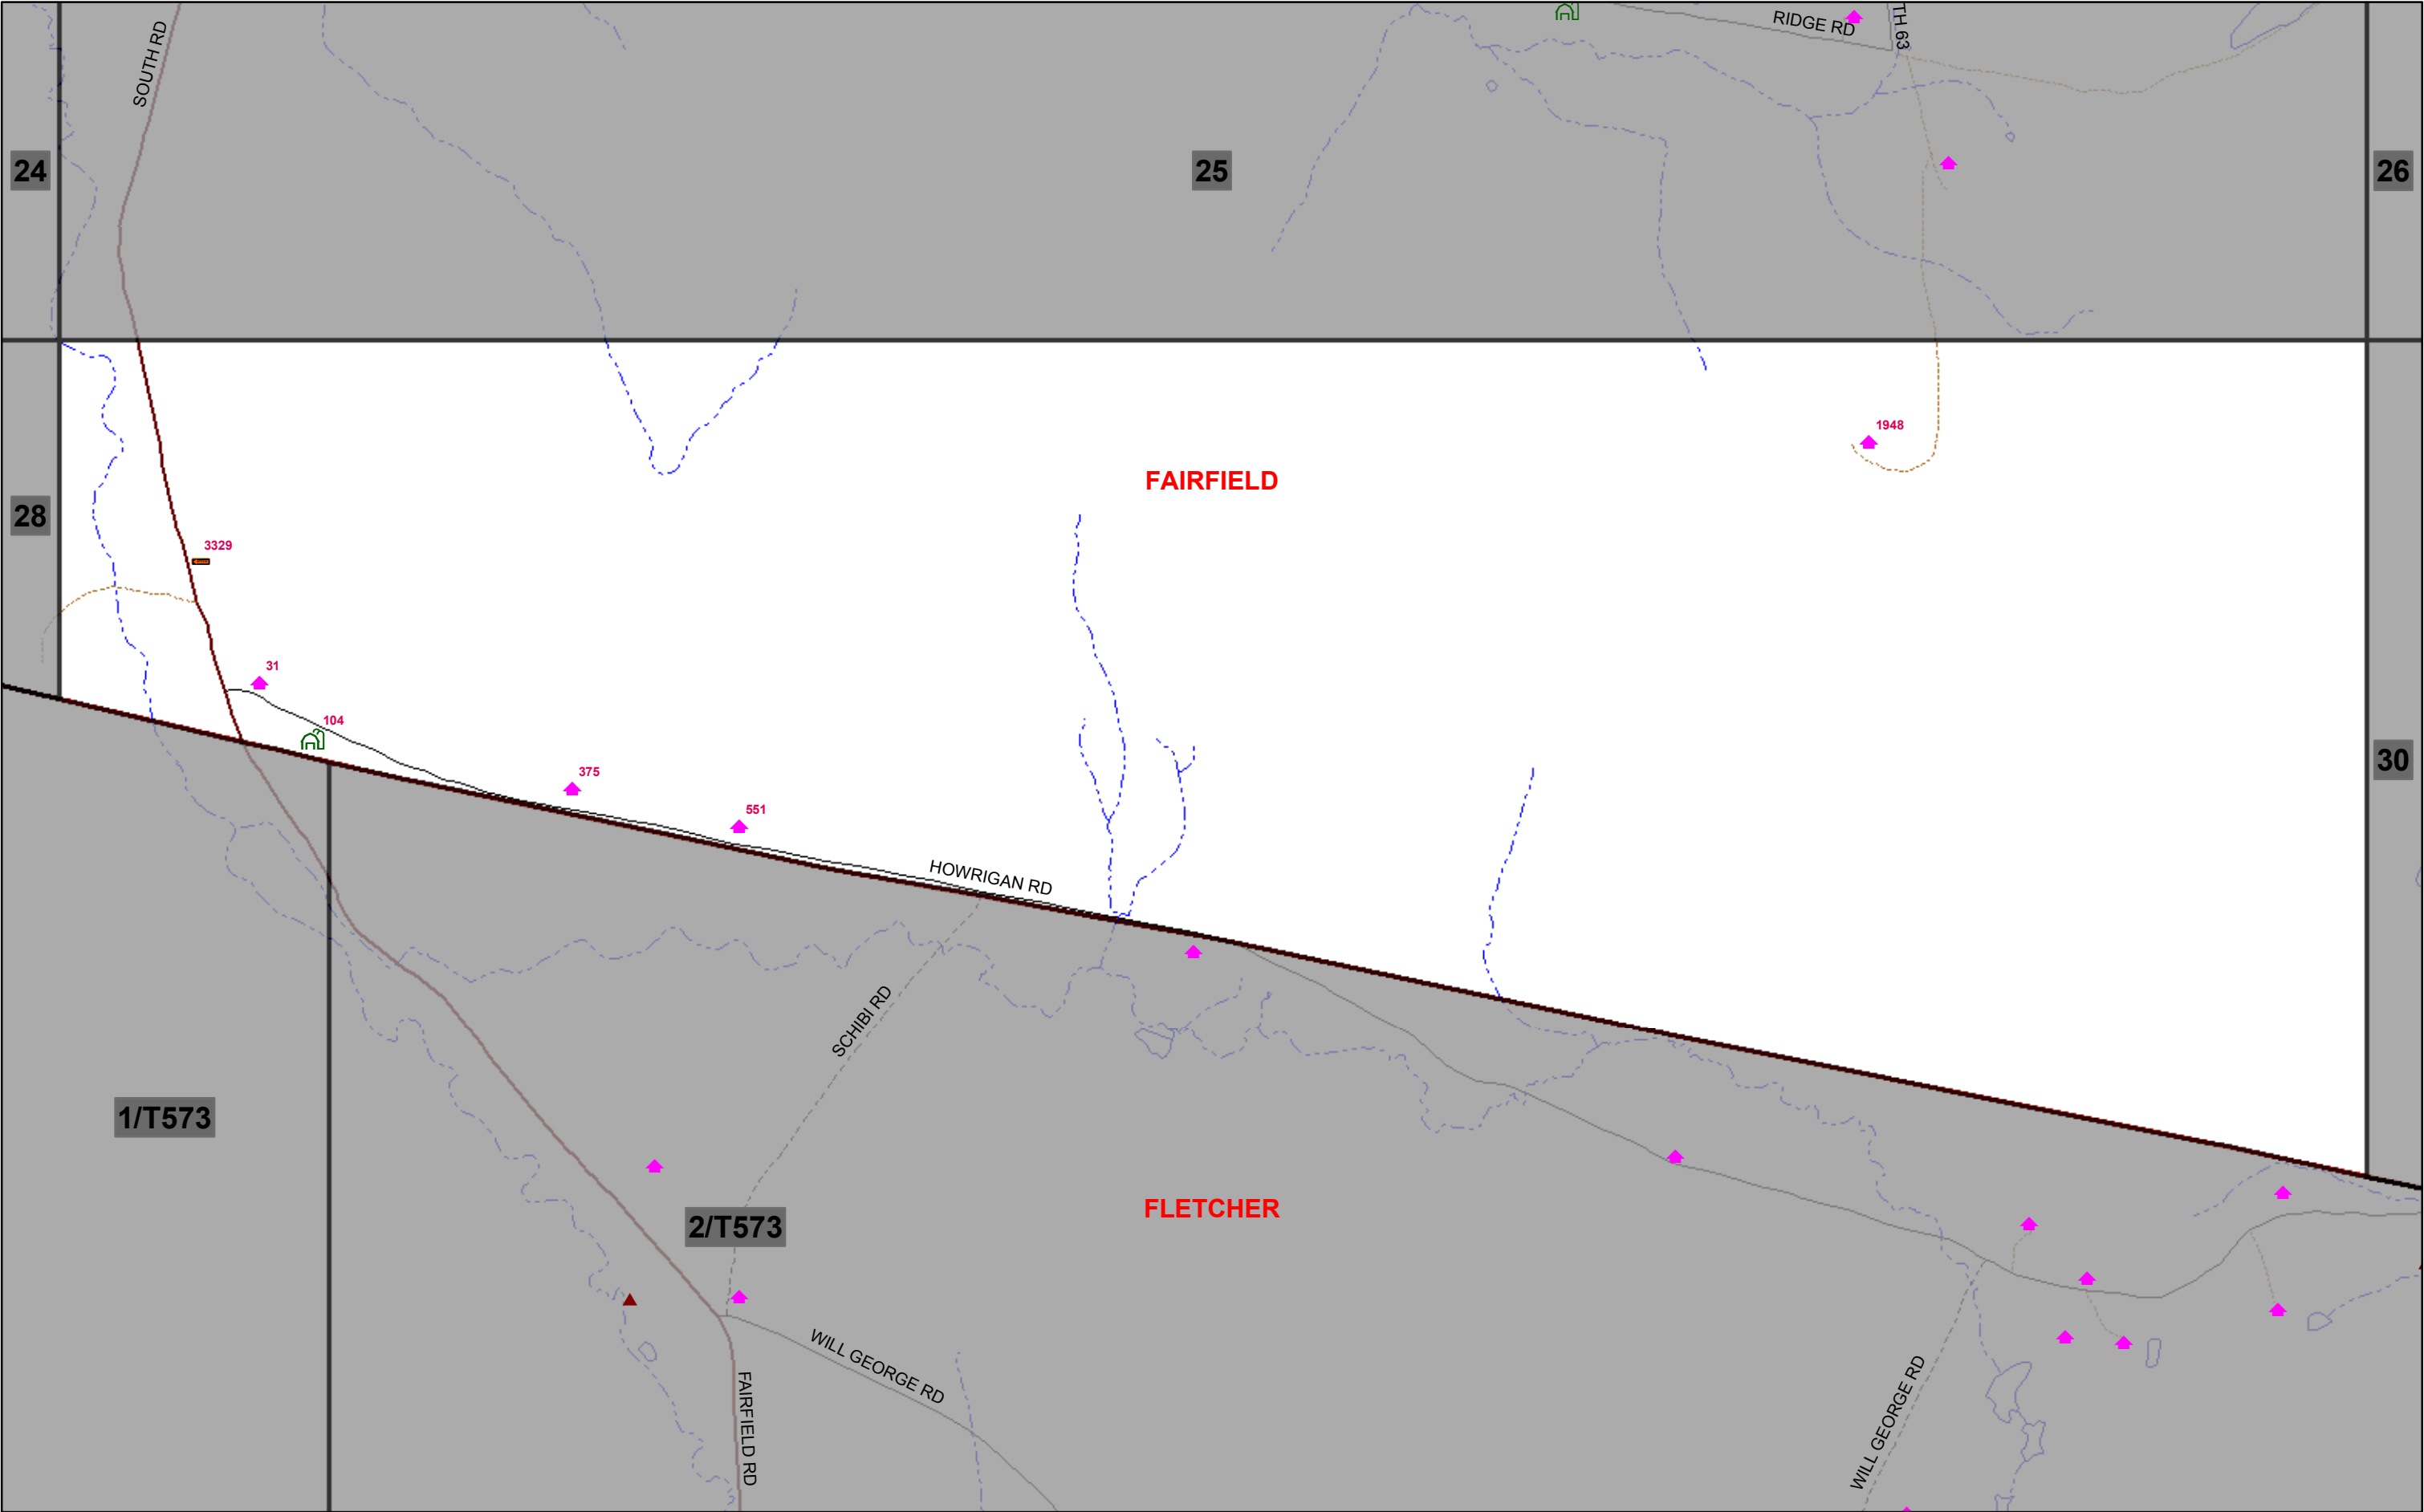 RIDGE RD
TH 63
SOUTH RD
24
25
26
1948
FAIRFIELD
28
3329
31
104
30
375
551
HOWRIGAN RD
SCHIBI RD
1/T573
2/T573
FLETCHER
WILL GEORGE RD
FAIRFIELD RD
WILL GEORGE RD